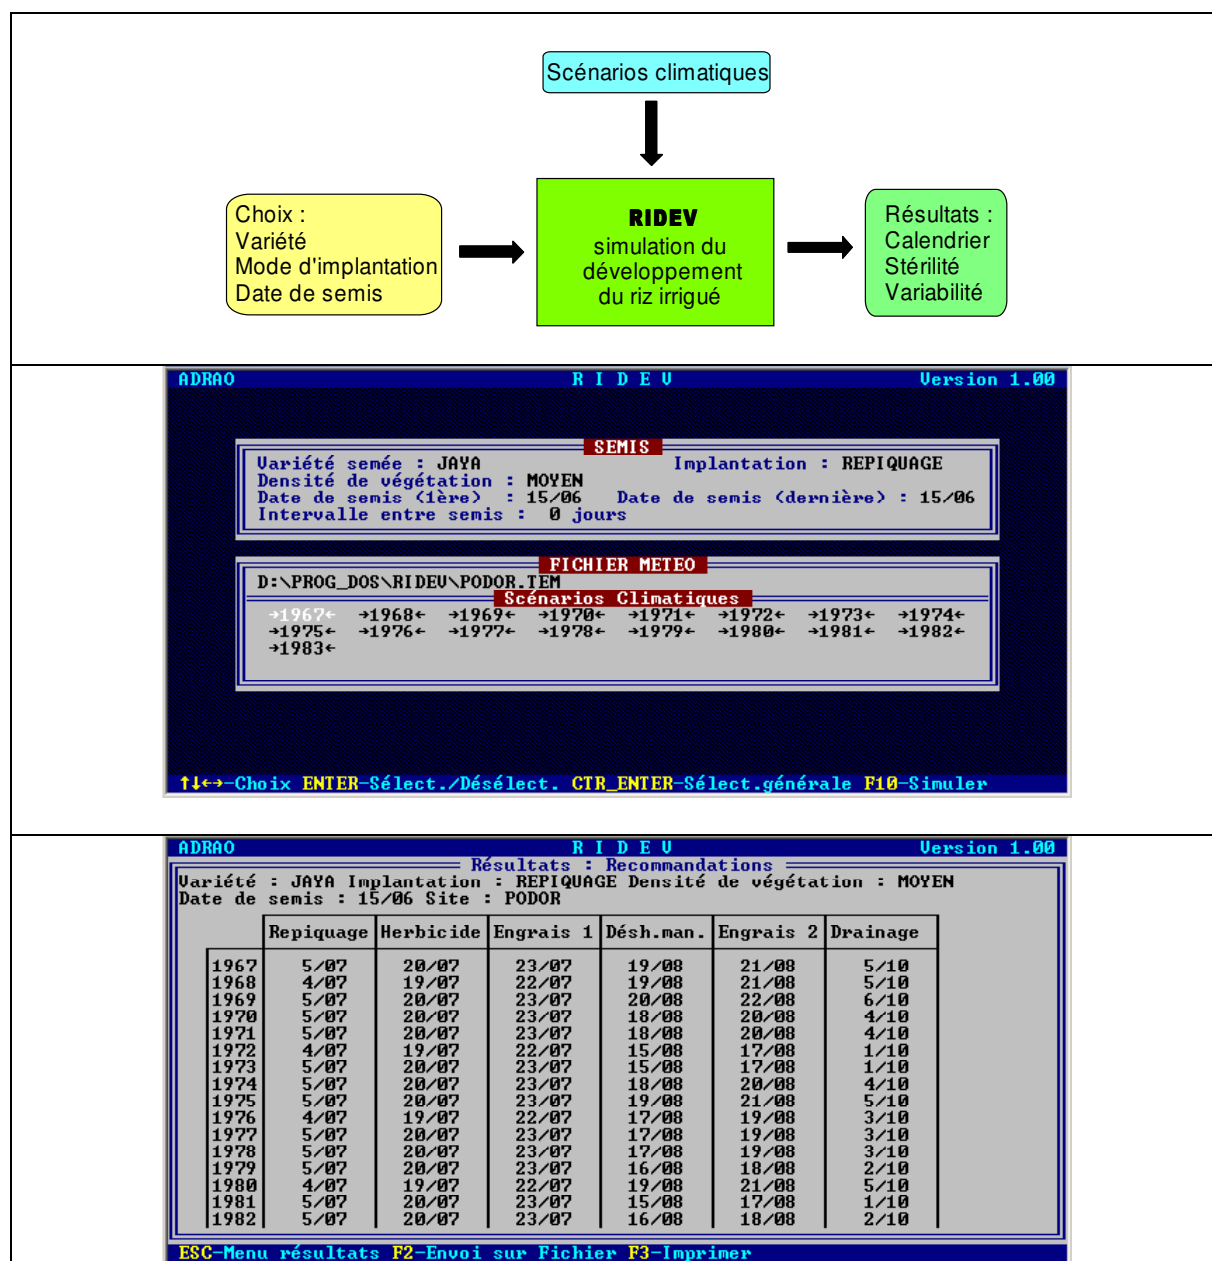 Scénarios climatiques
Choix :
Variété
Mode d'implantation
Date de semis
RIDEV
simulation du
développement
du riz irrigué
Résultats :
Calendrier
Stérilité
Variabilité
ADRAO R I D E V Version 1.00
SEMIS
Variété semée : JAYA Implantation : REPIQUAGE
Densité de végétation : MOYEN
Date de semis (1ère) : 15/06 Date de semis (dernière) : 15/06
Intervalle entre semis : 0 jours
FICHIER METEO
D:\PROG_DOS\RIDEV\PODOR.TEM
Scénarios Climatiques
→1967← →1968← →1969← →1970← →1971← →1972← →1973← →1974←
→1975← →1976← →1977← →1978← →1979← →1980← →1981← →1982←
→1983←
↑↓←→-Choix ENTER-Sélect./Désélect. CTR_ENTER-Sélect.générale F10-Simuler
ADRAO R I D E V Version 1.00
Résultats : Recommandations
Variété : JAYA Implantation : REPIQUAGE Densité de végétation : MOYEN
Date de semis : 15/06 Site : PODOR
Repiquage Herbicide Engrais 1 Désh.man. Engrais 2 Drainage
1967 5/07 20/07 23/07 19/08 21/08 5/10
1968 4/07 19/07 22/07 19/08 21/08 5/10
1969 5/07 20/07 23/07 20/08 22/08 6/10
1970 5/07 20/07 23/07 18/08 20/08 4/10
1971 5/07 20/07 23/07 18/08 20/08 4/10
1972 4/07 19/07 22/07 15/08 17/08 1/10
1973 5/07 20/07 23/07 15/08 17/08 1/10
1974 5/07 20/07 23/07 18/08 20/08 4/10
1975 5/07 20/07 23/07 19/08 21/08 5/10
1976 4/07 19/07 22/07 17/08 19/08 3/10
1977 5/07 20/07 23/07 17/08 19/08 3/10
1978 5/07 20/07 23/07 17/08 19/08 3/10
1979 5/07 20/07 23/07 16/08 18/08 2/10
1980 4/07 19/07 22/07 19/08 21/08 5/10
1981 5/07 20/07 23/07 15/08 17/08 1/10
1982 5/07 20/07 23/07 16/08 18/08 2/10
ESC-Menu résultats F2-Envoi sur Fichier F3-Imprimer